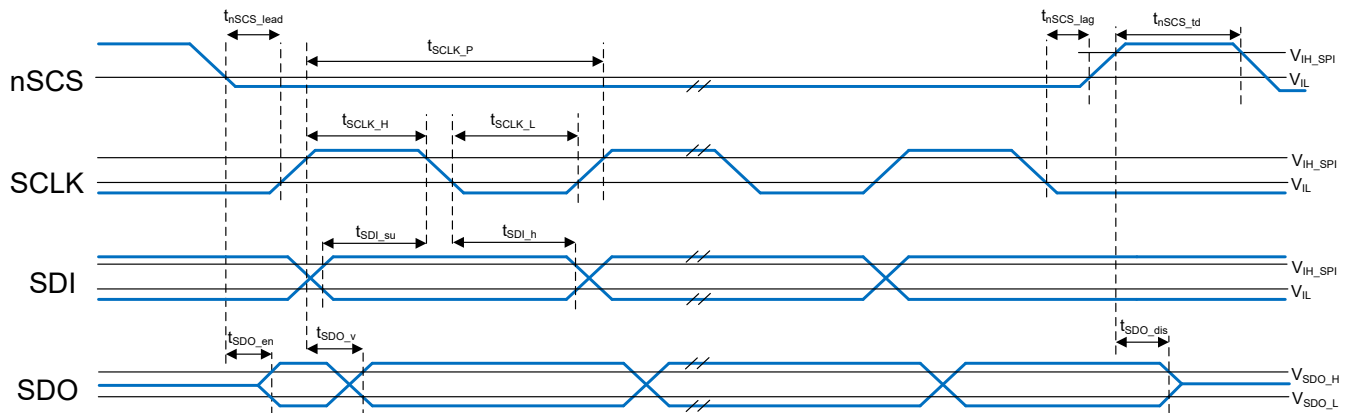 tnSCS_lead
tnSCS_lag
tnSCS_td
tSCLK_P
VIH_SPI
nSCS
VIL
tSCLK_H
tSCLK_L
VIH_SPI
SCLK
VIL
tSDI_su
tSDI_h
VIH_SPI
SDI
VIL
tSDO_en
tSDO_v
tSDO_dis
VSDO_H
SDO
VSDO_L